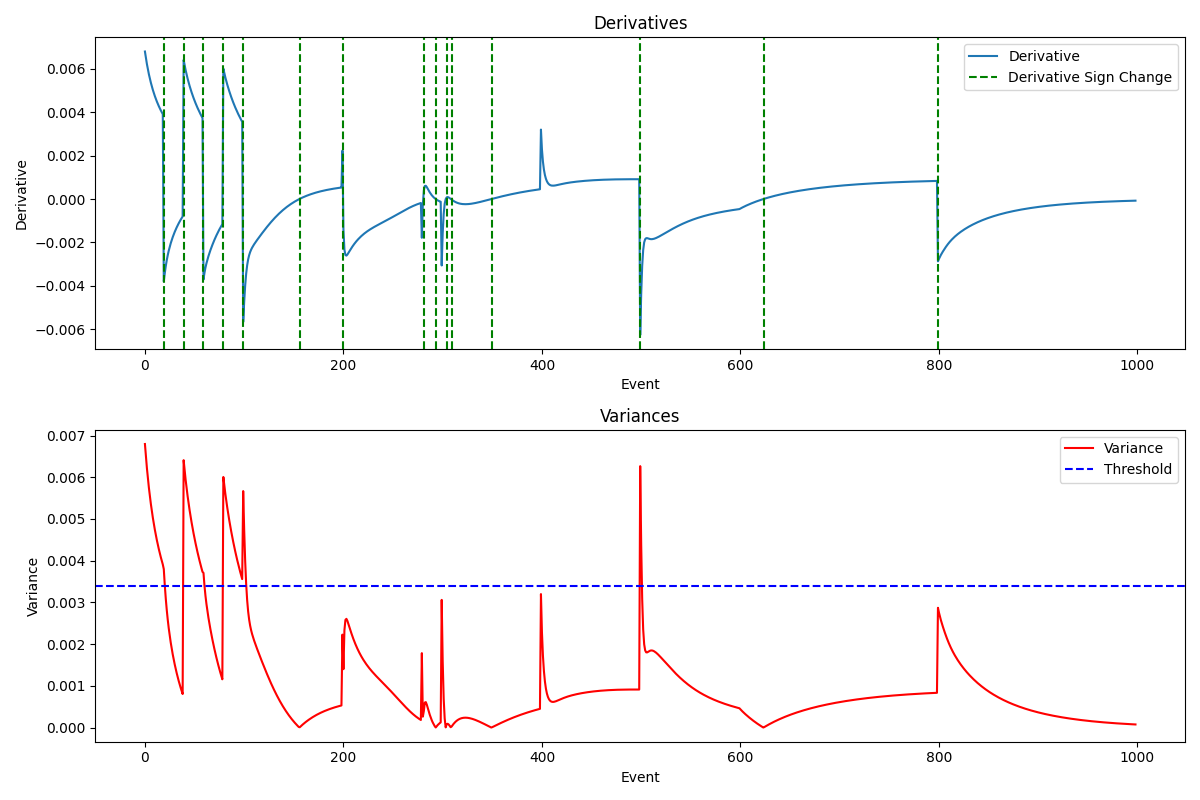 Derivatives
Derivative
0.006
0.004
0.002
0.000
−0.002
−0.004
−0.006
Derivative
Derivative Sign Change
0 200 400 600 800 1000
Event
Variances
Variance
0.007
0.006
0.005
0.004
0.003
0.002
0.001
0.000
Variance
Threshold
0 200 400 600 800 1000
Event